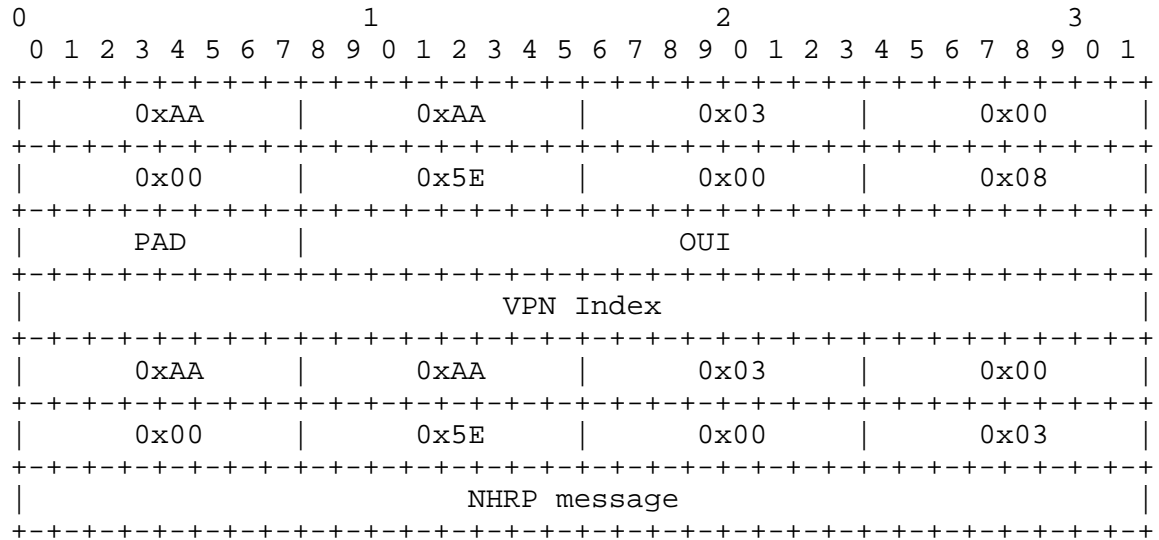 0                   1                   2                   3
 0 1 2 3 4 5 6 7 8 9 0 1 2 3 4 5 6 7 8 9 0 1 2 3 4 5 6 7 8 9 0 1
+-+-+-+-+-+-+-+-+-+-+-+-+-+-+-+-+-+-+-+-+-+-+-+-+-+-+-+-+-+-+-+-+
|      0xAA     |      0xAA     |      0x03     |      0x00     |
+-+-+-+-+-+-+-+-+-+-+-+-+-+-+-+-+-+-+-+-+-+-+-+-+-+-+-+-+-+-+-+-+
|      0x00     |      0x5E     |      0x00     |      0x08     |
+-+-+-+-+-+-+-+-+-+-+-+-+-+-+-+-+-+-+-+-+-+-+-+-+-+-+-+-+-+-+-+-+
|      PAD      |                     OUI                       |
+-+-+-+-+-+-+-+-+-+-+-+-+-+-+-+-+-+-+-+-+-+-+-+-+-+-+-+-+-+-+-+-+
|                           VPN Index                           |
+-+-+-+-+-+-+-+-+-+-+-+-+-+-+-+-+-+-+-+-+-+-+-+-+-+-+-+-+-+-+-+-+
|      0xAA     |      0xAA     |      0x03     |      0x00     |
+-+-+-+-+-+-+-+-+-+-+-+-+-+-+-+-+-+-+-+-+-+-+-+-+-+-+-+-+-+-+-+-+
|      0x00     |      0x5E     |      0x00     |      0x03     |
+-+-+-+-+-+-+-+-+-+-+-+-+-+-+-+-+-+-+-+-+-+-+-+-+-+-+-+-+-+-+-+-+
|                         NHRP message                          |
+-+-+-+-+-+-+-+-+-+-+-+-+-+-+-+-+-+-+-+-+-+-+-+-+-+-+-+-+-+-+-+-+